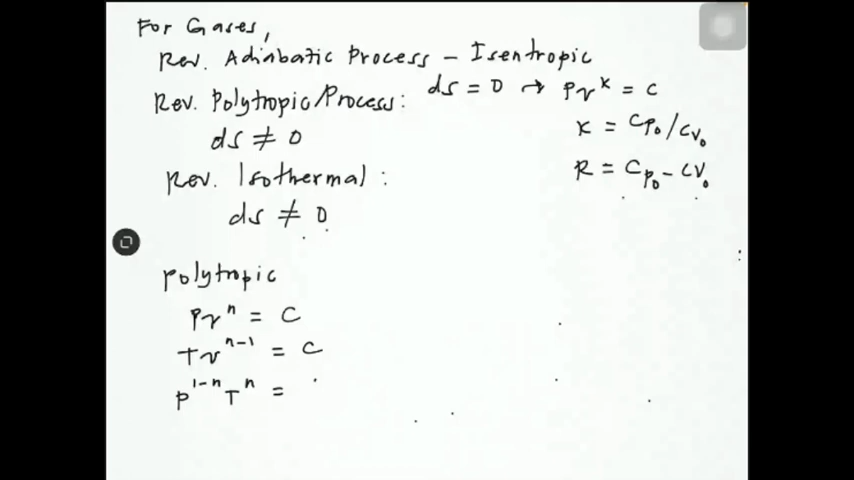 For Gases,
Rev. Adiabatic Process – Isentropic
ds = 0 → Pv^k = C
Rev. Polytropic Process:
ds ≠ 0
k = Cp₀/Cv₀
R = Cp₀ - Cv₀
Rev. Isothermal:
ds ≠ 0
polytropic
Pv^n = C
Tv^n-1 = C
P^1-n T^n =